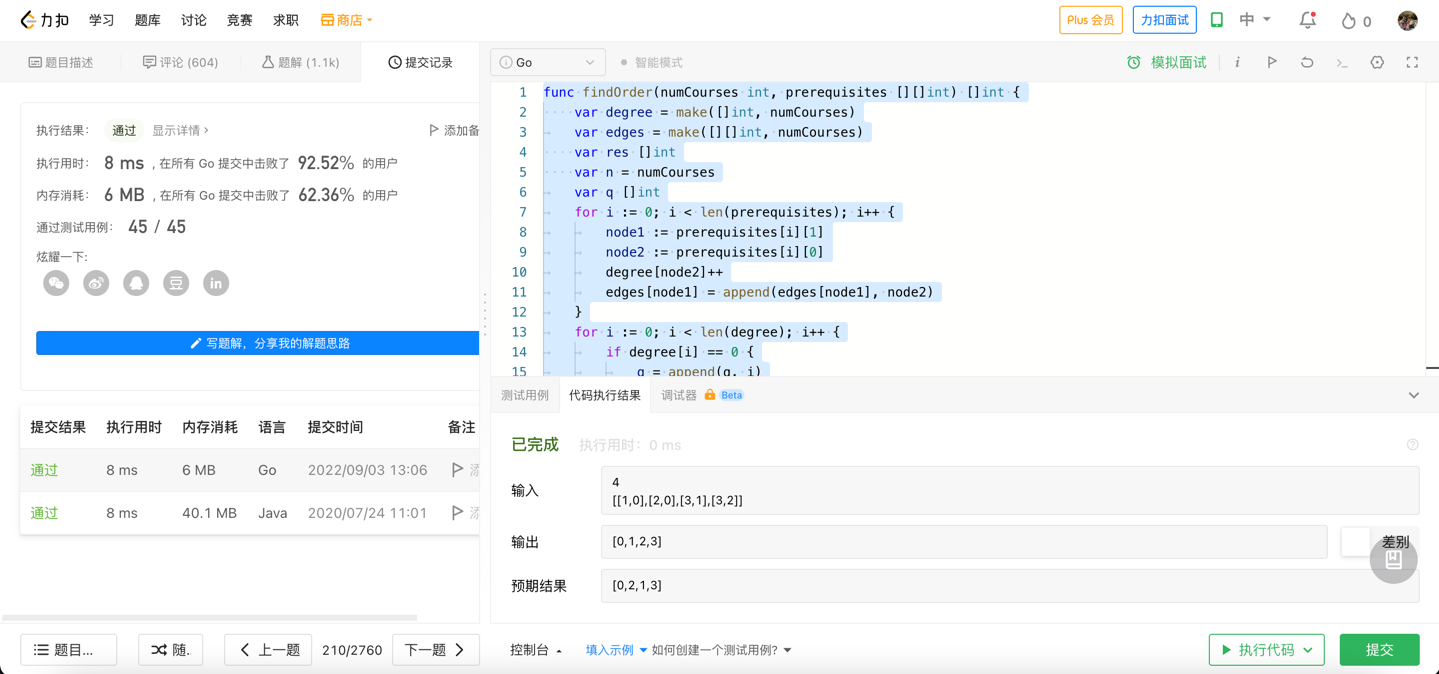 力扣 学习 题库 讨论 竞赛 求职 商店 Plus 会员 力扣面试 中 0
题目描述 评论 (604) 题解 (1.1k) 提交记录
执行结果： 通过 显示详情 > 添加备
执行用时： 8 ms , 在所有 Go 提交中击败了 92.52% 的用户
内存消耗： 6 MB , 在所有 Go 提交中击败了 62.36% 的用户
通过测试用例： 45 / 45
炫耀一下:
豆 in
写题解，分享我的解题思路
提交结果 执行用时 内存消耗 语言 提交时间 备注
通过 8 ms 6 MB Go 2022/09/03 13:06
通过 8 ms 40.1 MB Java 2020/07/24 11:01
题目... 随. 上一题 210/2760 下一题
Go 智能模式 模拟面试
1 func findOrder(numCourses int, prerequisites [][]int) []int {
2 var degree = make([]int, numCourses)
3 var edges = make([][]int, numCourses)
4 var res []int
5 var n = numCourses
6 var q []int
7 for i := 0; i < len(prerequisites); i++ {
8 node1 := prerequisites[i][1]
9 node2 := prerequisites[i][0]
10 degree[node2]++
11 edges[node1] = append(edges[node1], node2)
12 }
13 for i := 0; i < len(degree); i++ {
14 if degree[i] == 0 {
15 q = append(q, i)
测试用例 代码执行结果 调试器 Beta
已完成 执行用时：0 ms
输入
4
[[1,0],[2,0],[3,1],[3,2]]
输出 [0,1,2,3] 差别
预期结果 [0,2,1,3]
控制台 填入示例 如何创建一个测试用例? 执行代码 提交